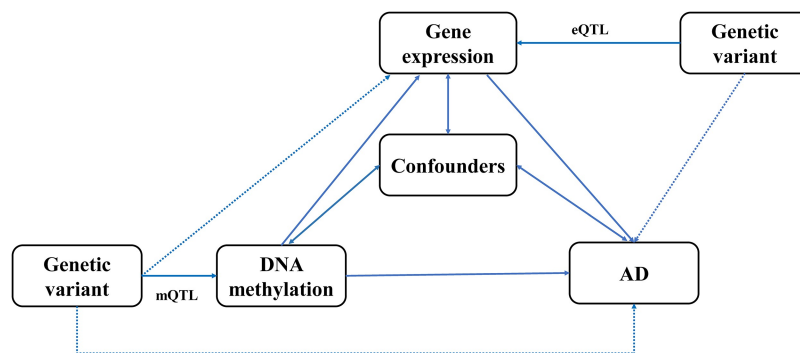 Gene
expression
eQTL
Genetic
variant
Confounders
Genetic
variant
mQTL
DNA
methylation
AD